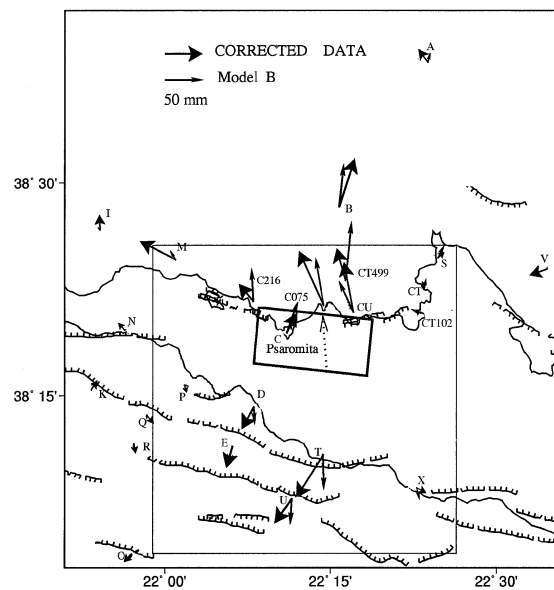 A
CORRECTED DATA
Model B
50 mm
38° 30'
B
I
M
S
V
C216
CT499
C075
CT
CU
CT102
N
C
A
Psaromita
38° 15'
K
P
D
Q
R
E
T
U
X
O
22° 00'
22° 15'
22° 30'